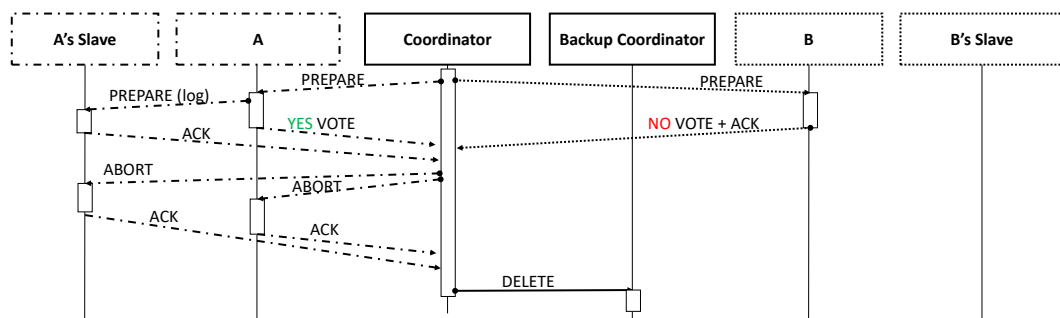 A's Slave
A
Coordinator
Backup Coordinator
B
B's Slave
PREPARE
PREPARE
PREPARE (log)
YES VOTE
NO VOTE + ACK
ACK
ABORT
ABORT
ACK
ACK
DELETE